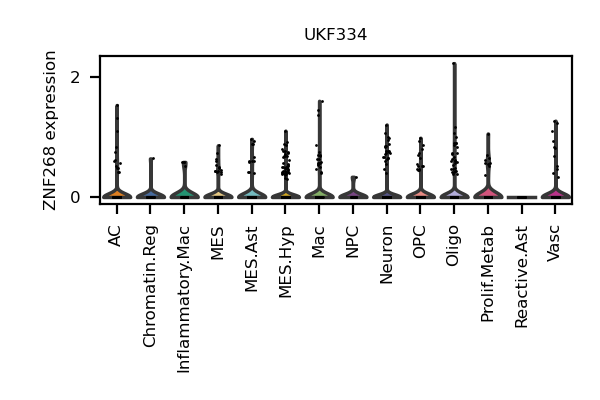 UKF334
ZNF268 expression
2
0
AC
Chromatin.Reg
Inflammatory.Mac
MES
MES.Ast
MES.Hyp
Mac
NPC
Neuron
OPC
Oligo
Prolif.Metab
Reactive.Ast
Vasc